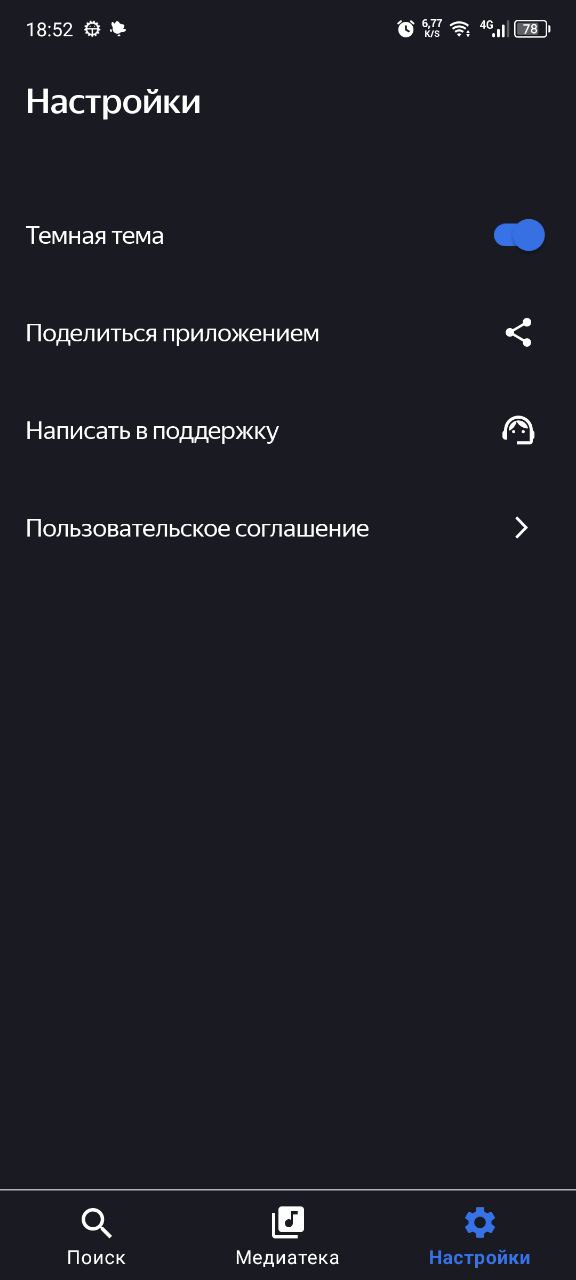 18:52 6,77 K/S 4G 78
Настройки
Темная тема
Поделиться приложением
Написать в поддержку
Пользовательское соглашение
Поиск Медиатека Настройки